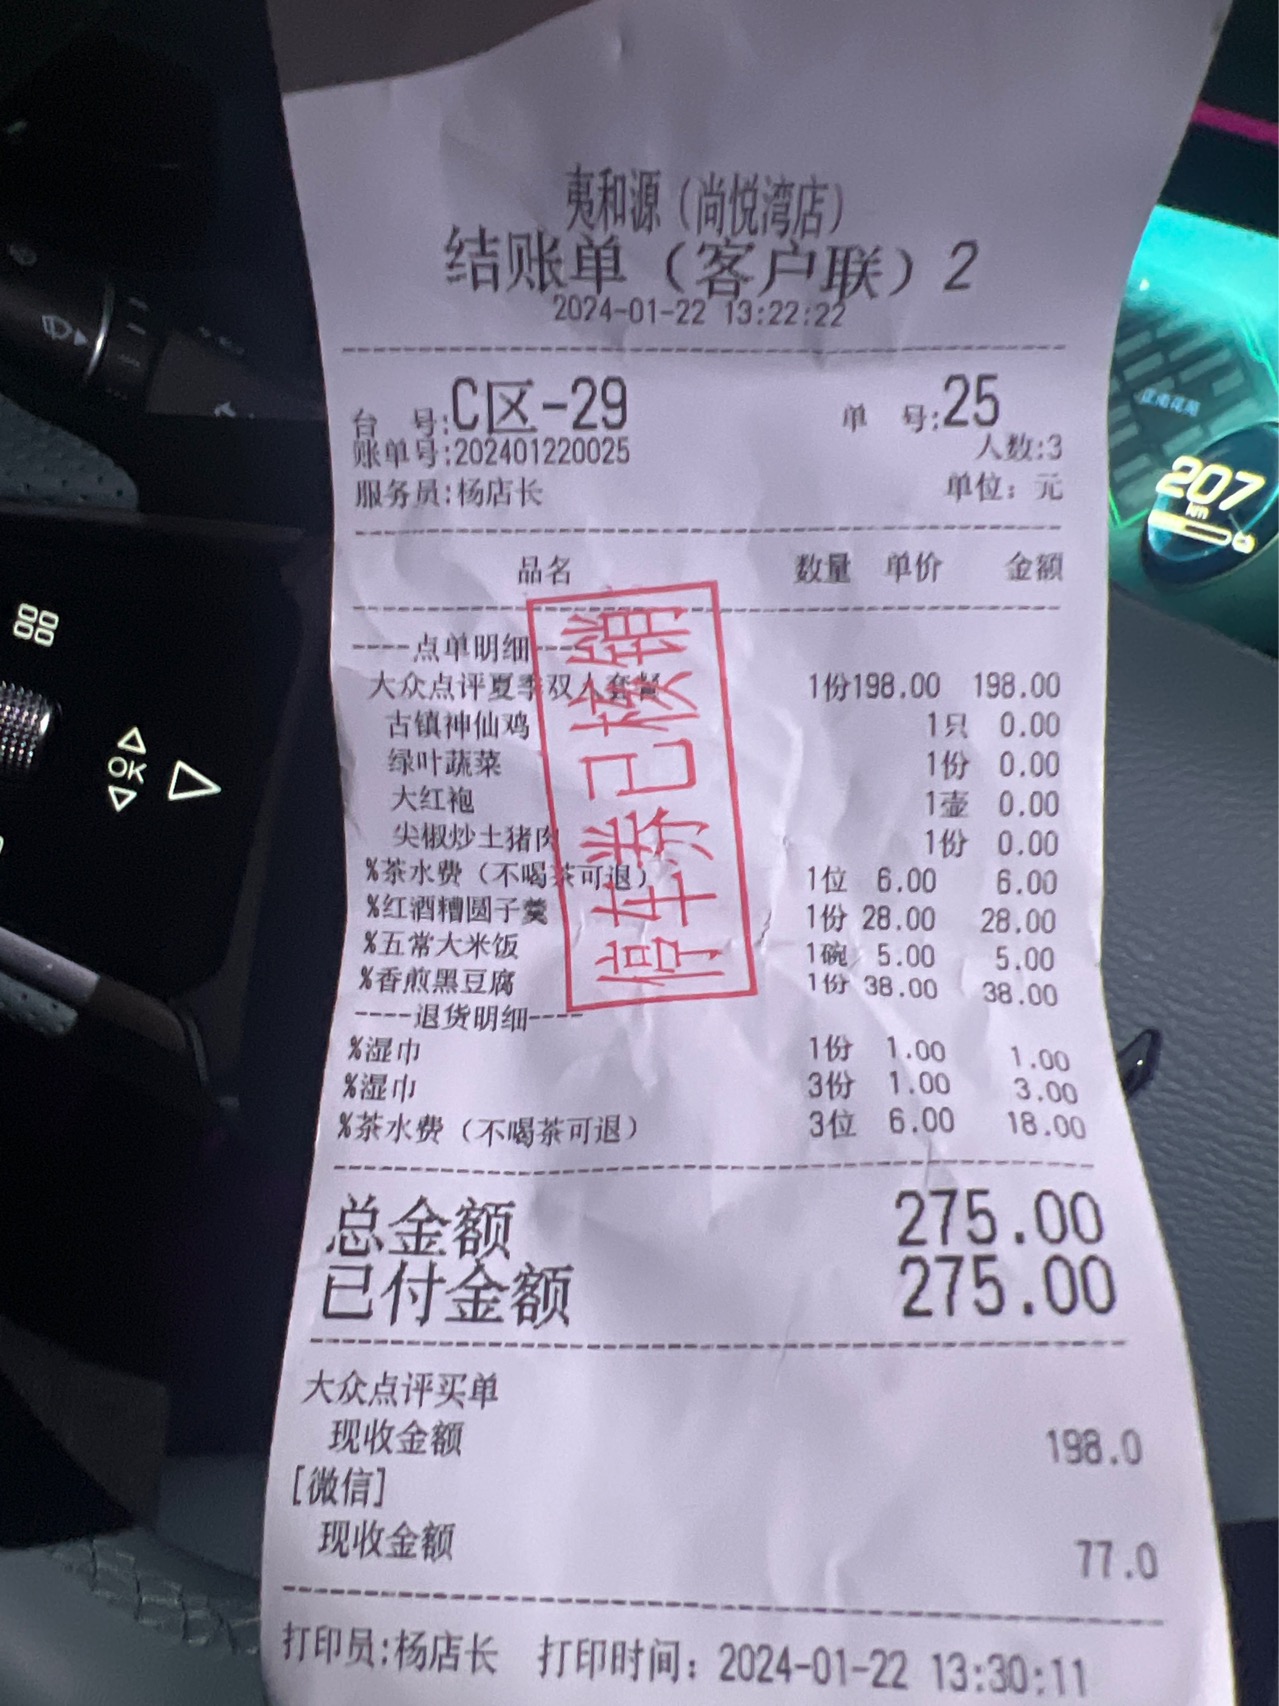 夷和源（尚悦湾店）
结账单（客户联）2
2024-01-22 13:22:22
台 号:C区-29 单 号:25
账单号:202401220025 人数:3
服务员:杨店长 单位：元
品名 数量 单价 金额
----点单明细----
大众点评夏季双人套餐 1份198.00 198.00
古镇神仙鸡 1只 0.00
绿叶蔬菜 1份 0.00
大红袍 1壶 0.00
尖椒炒土猪肉 1份 0.00
%茶水费（不喝茶可退） 1位 6.00 6.00
%红酒糟圆子羹 1份 28.00 28.00
%五常大米饭 1碗 5.00 5.00
%香煎黑豆腐 1份 38.00 38.00
----退货明细----
%湿巾 1份 1.00 1.00
%湿巾 3份 1.00 3.00
%茶水费（不喝茶可退） 3位 6.00 18.00
总金额 275.00
已付金额 275.00
大众点评买单
现收金额 198.0
[微信]
现收金额 77.0
打印员:杨店长 打印时间：2024-01-22 13:30:11
停车券已核销
207
km
OK